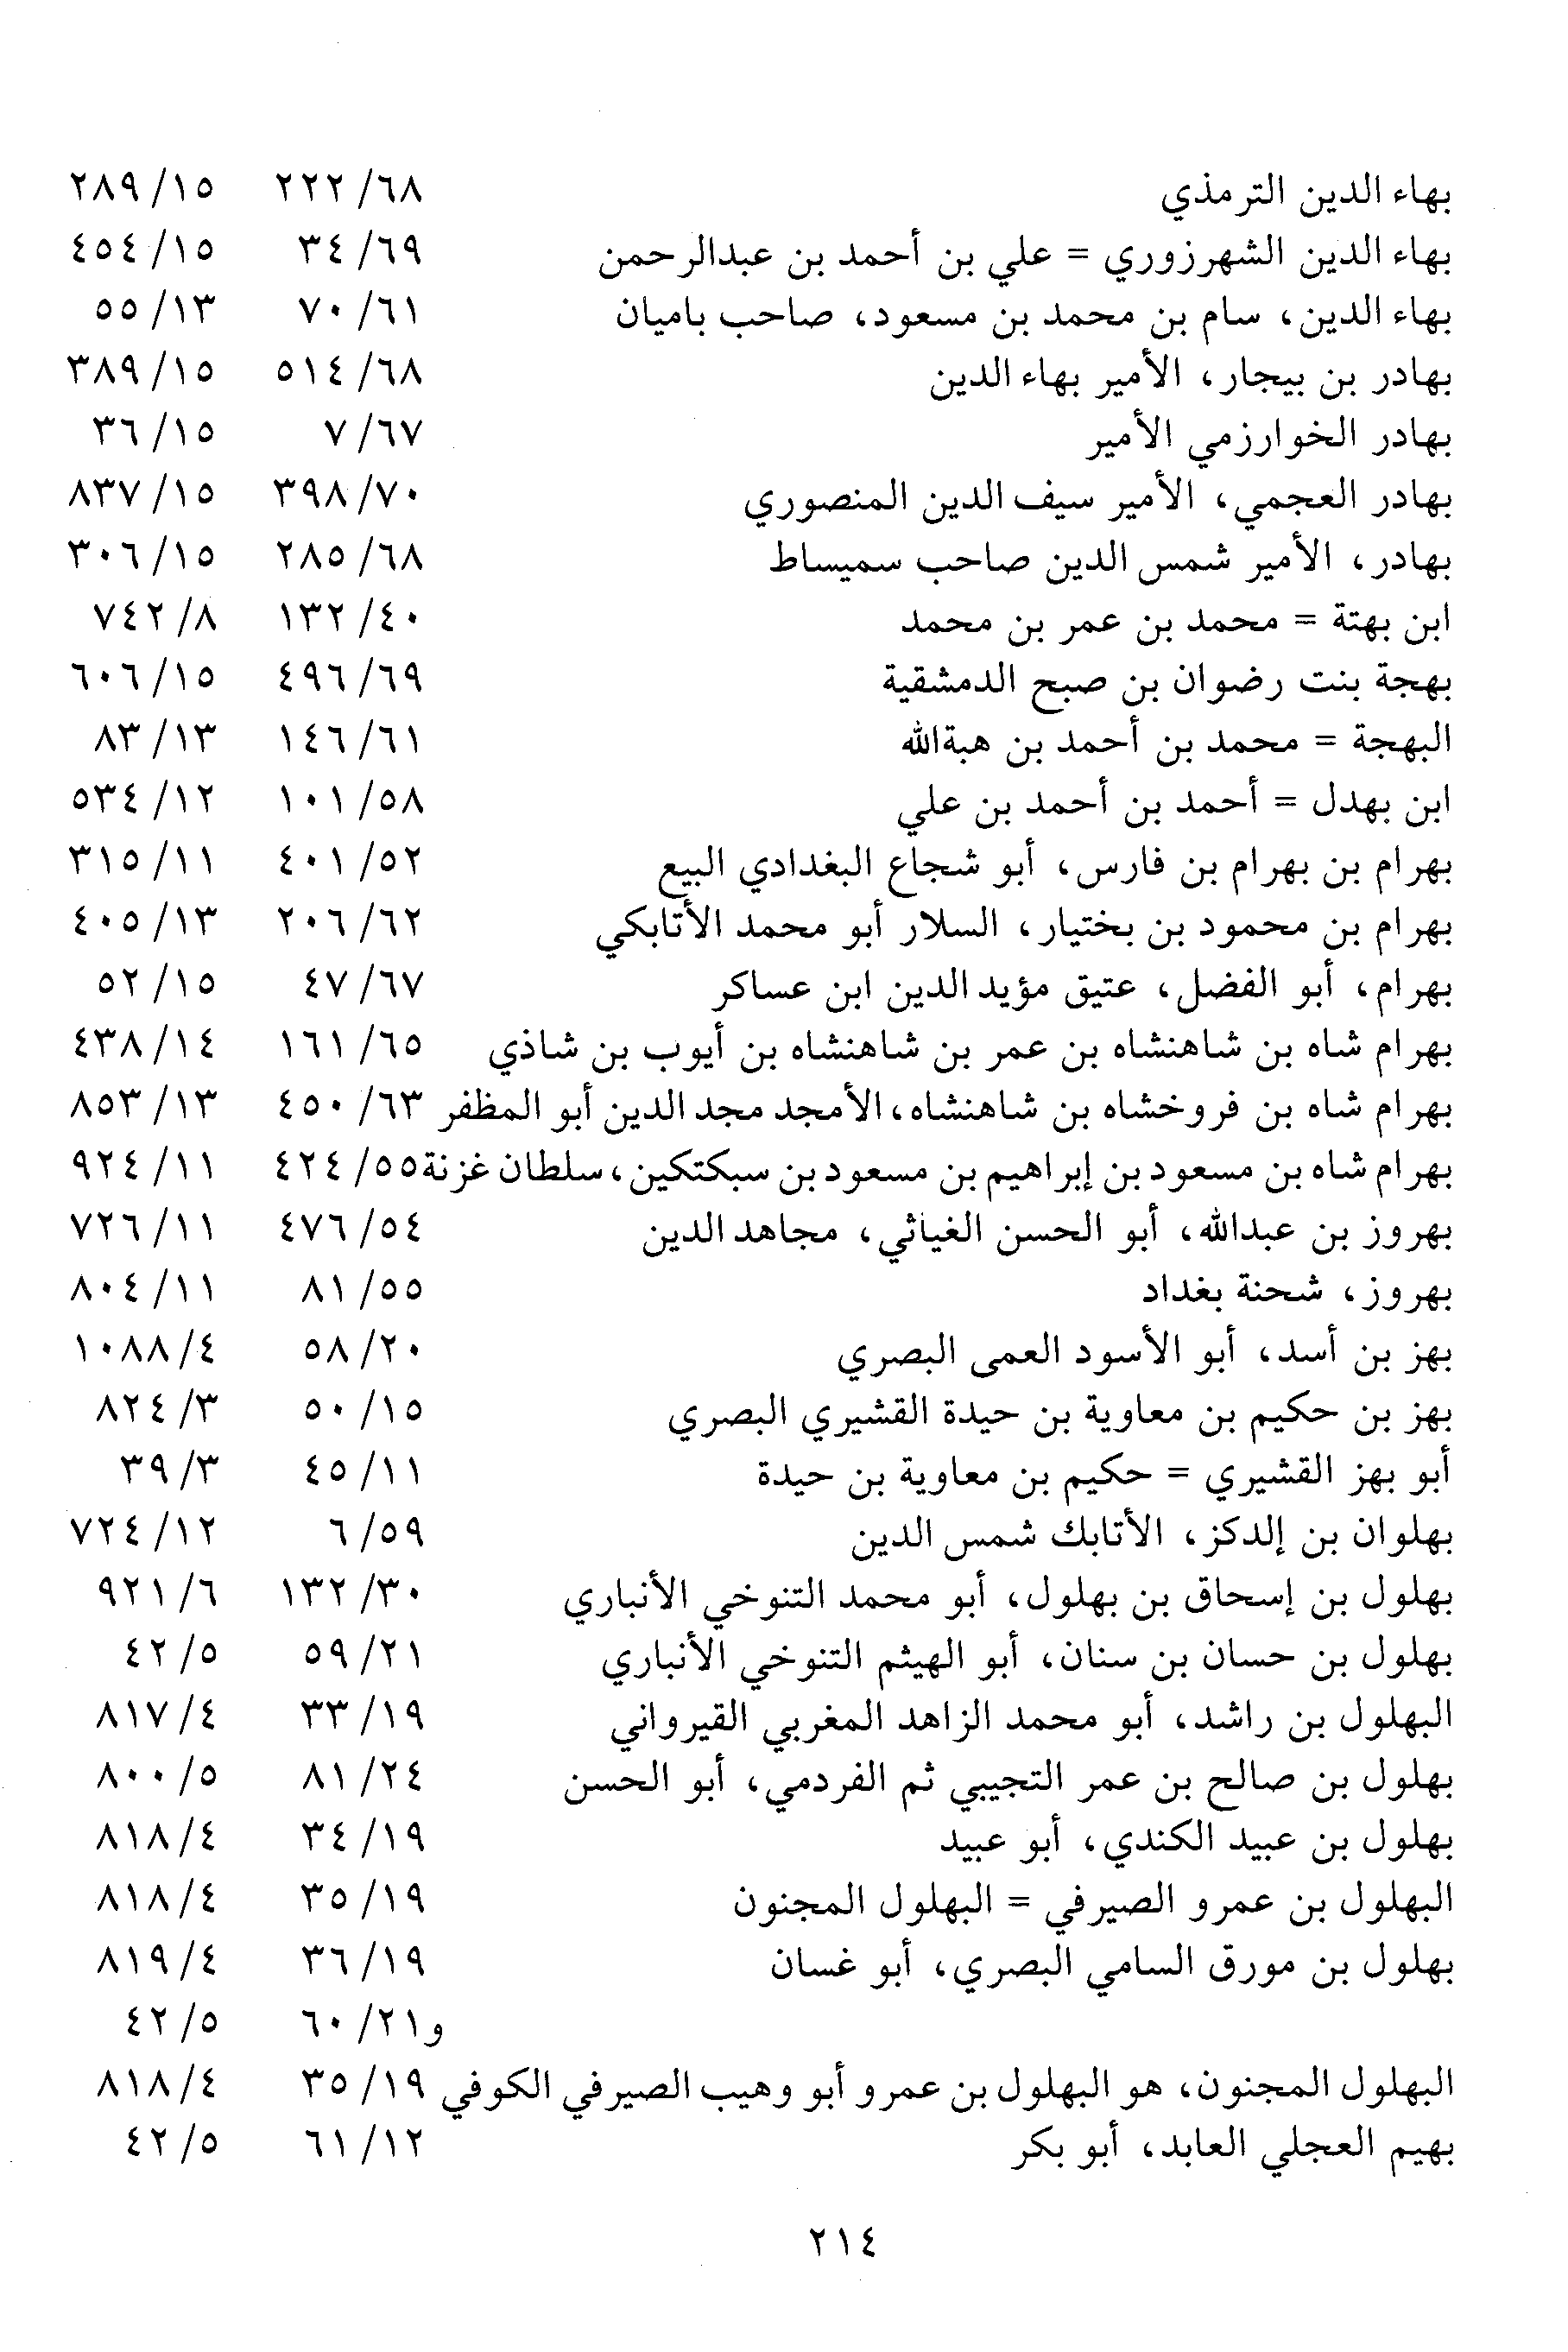 بهاء الدين الترمذي ٦٨/ ٢٢٢ ١٥/ ٢٨٩
بهاء الدين الشهرزوري = علي بن أحمد بن عبدالرحمن ٦٩/ ٣٤ ١٥/ ٤٥٤
بهاء الدين، سام بن محمد بن مسعود، صاحب باميان ٦١/ ٧٠ ١٣/ ٥٥
بهادر بن بيجار، الأمير بهاء الدين ٦٨/ ٥١٤ ١٥/ ٣٨٩
بهادر الخوارزمي الأمير ٦٧/ ٧ ١٥/ ٣٦
بهادر العجمي، الأمير سيف الدين المنصوري ٧٠/ ٣٩٨ ١٥/ ٨٣٧
بهادر، الأمير شمس الدين صاحب سميساط ٦٨/ ٢٨٥ ١٥/ ٣٠٦
ابن بهتة = محمد بن عمر بن محمد ٤٠/ ١٣٢ ٨/ ٧٤٢
بهجة بنت رضوان بن صبح الدمشقية ٦٩/ ٤٩٦ ١٥/ ٦٠٦
البهجة = محمد بن أحمد بن هبةالله ٦١/ ١٤٦ ١٣/ ٨٣
ابن بهدل = أحمد بن أحمد بن علي ٥٨/ ١٠١ ١٢/ ٥٣٤
بهرام بن بهرام بن فارس، أبو شجاع البغدادي البيع ٥٢/ ٤٠١ ١١/ ٣١٥
بهرام بن محمود بن بختيار، السلار أبو محمد الأتابكي ٦٢/ ٢٠٦ ١٣/ ٤٠٥
بهرام، أبو الفضل، عتيق مؤيد الدين ابن عساكر ٦٧/ ٤٧ ١٥/ ٥٢
بهرام شاه بن شاهنشاه بن عمر بن شاهنشاه بن أيوب بن شاذي ٦٥/ ١٦١ ١٤/ ٤٣٨
بهرام شاه بن فروخشاه بن شاهنشاه، الأمجد مجد الدين أبو المظفر ٦٣/ ٤٥٠ ١٣/ ٨٥٣
بهرام شاه بن مسعود بن إبراهيم بن مسعود بن سبكتكين، سلطان غزنة ٥٥/ ٤٢٤ ١١/ ٩٢٤
بهروز بن عبدالله، أبو الحسن الغياثي، مجاهد الدين ٥٤/ ٤٧٦ ١١/ ٧٢٦
بهروز، شحنة بغداد ٥٥/ ٨١ ١١/ ٨٠٤
بهز بن أسد، أبو الأسود العمى البصري ٢٠/ ٥٨ ٤/ ١٠٨٨
بهز بن حكيم بن معاوية بن حيدة القشيري البصري ١٥/ ٥٠ ٣/ ٨٢٤
أبو بهز القشيري = حكيم بن معاوية بن حيدة ١١/ ٤٥ ٣/ ٣٩
بهلوان بن إلدكز، الأتابك شمس الدين ٥٩/ ٦ ١٢/ ٧٢٤
بهلول بن إسحاق بن بهلول، أبو محمد التنوخي الأنباري ٣٠/ ١٣٢ ٦/ ٩٢١
بهلول بن حسان بن سنان، أبو الهيثم التنوخي الأنباري ٢١/ ٥٩ ٥/ ٤٢
البهلول بن راشد، أبو محمد الزاهد المغربي القيرواني ١٩/ ٣٣ ٤/ ٨١٧
بهلول بن صالح بن عمر التجيبي ثم الفردمي، أبو الحسن ٢٤/ ٨١ ٥/ ٨٠٠
بهلول بن عبيد الكندي، أبو عبيد ١٩/ ٣٤ ٤/ ٨١٨
البهلول بن عمرو الصيرفي = البهلول المجنون ١٩/ ٣٥ ٤/ ٨١٨
بهلول بن مورق السامي البصري، أبو غسان ١٩/ ٣٦ ٤/ ٨١٩
و٢١/ ٦٠ ٥/ ٤٢
البهلول المجنون، هو البهلول بن عمرو أبو وهيب الصيرفي الكوفي ١٩/ ٣٥ ٤/ ٨١٨
بهيم العجلي العابد، أبو بكر ١٢/ ٦١ ٥/ ٤٢
٢١٤